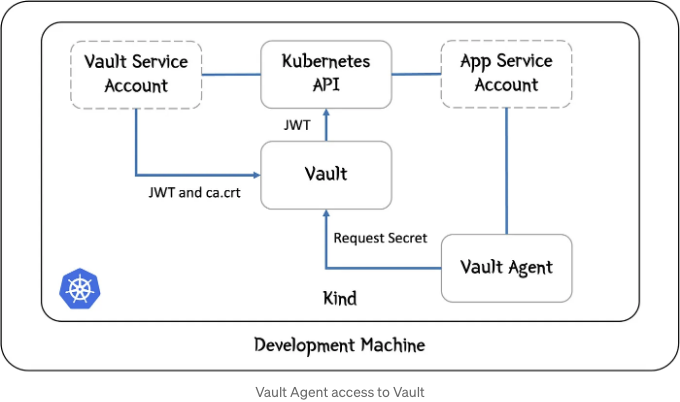 Vault Service
Account
Kubernetes
API
App Service
Account
JWT
Vault
JWT and ca.crt
Request Secret
Vault Agent
Kind
Development Machine
Vault Agent access to Vault